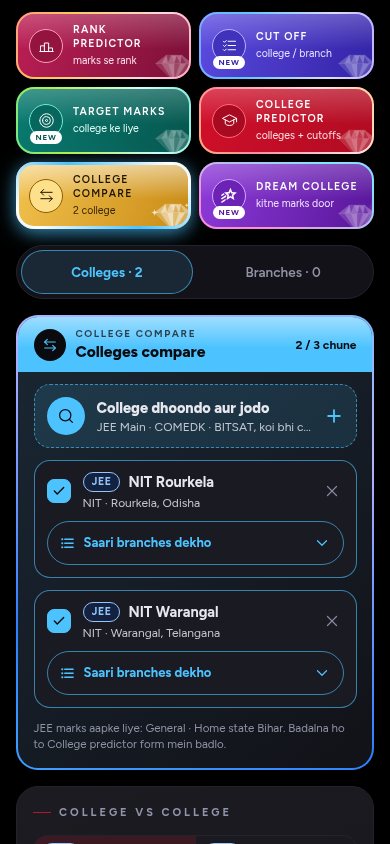 RANK
PREDICTOR
marks se rank
CUT OFF
college / branch
NEW
TARGET MARKS
college ke liye
NEW
COLLEGE
PREDICTOR
colleges + cutoffs
COLLEGE
COMPARE
2 college
DREAM COLLEGE
kitne marks door
NEW
Colleges · 2
Branches · 0
COLLEGE COMPARE
Colleges compare
2 / 3 chune
College dhoondo aur jodo
JEE Main · COMEDK · BITSAT, koi bhi c...
JEE NIT Rourkela
NIT · Rourkela, Odisha
Saari branches dekho
JEE NIT Warangal
NIT · Warangal, Telangana
Saari branches dekho
JEE marks aapke liye: General · Home state Bihar. Badalna ho
to College predictor form mein badlo.
COLLEGE VS COLLEGE